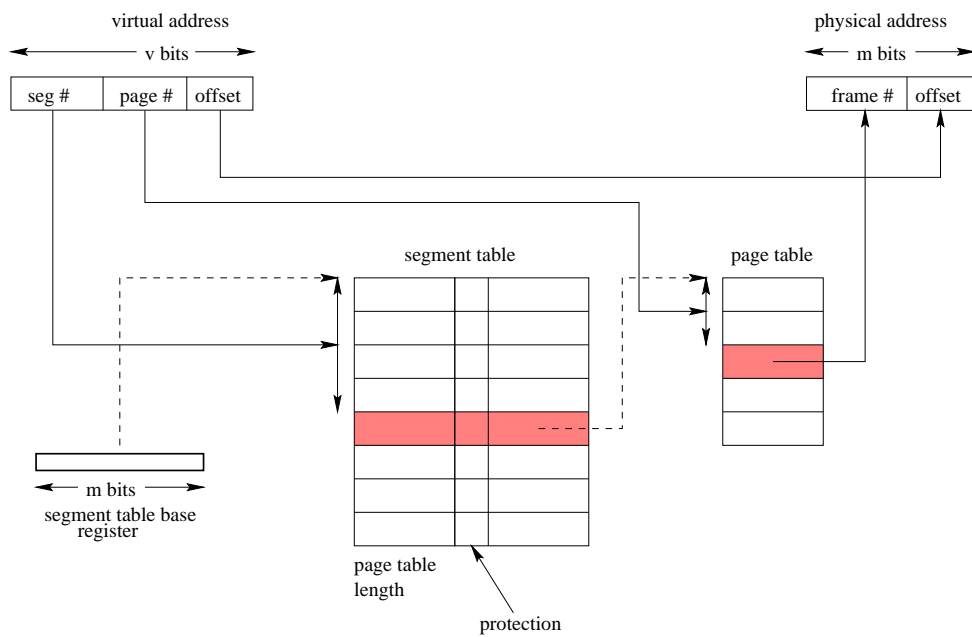 virtual address
physical address
v bits
m bits
seg #
page #
offset
frame #
offset
segment table
page table
m bits
segment table base
register
page table
length
protection